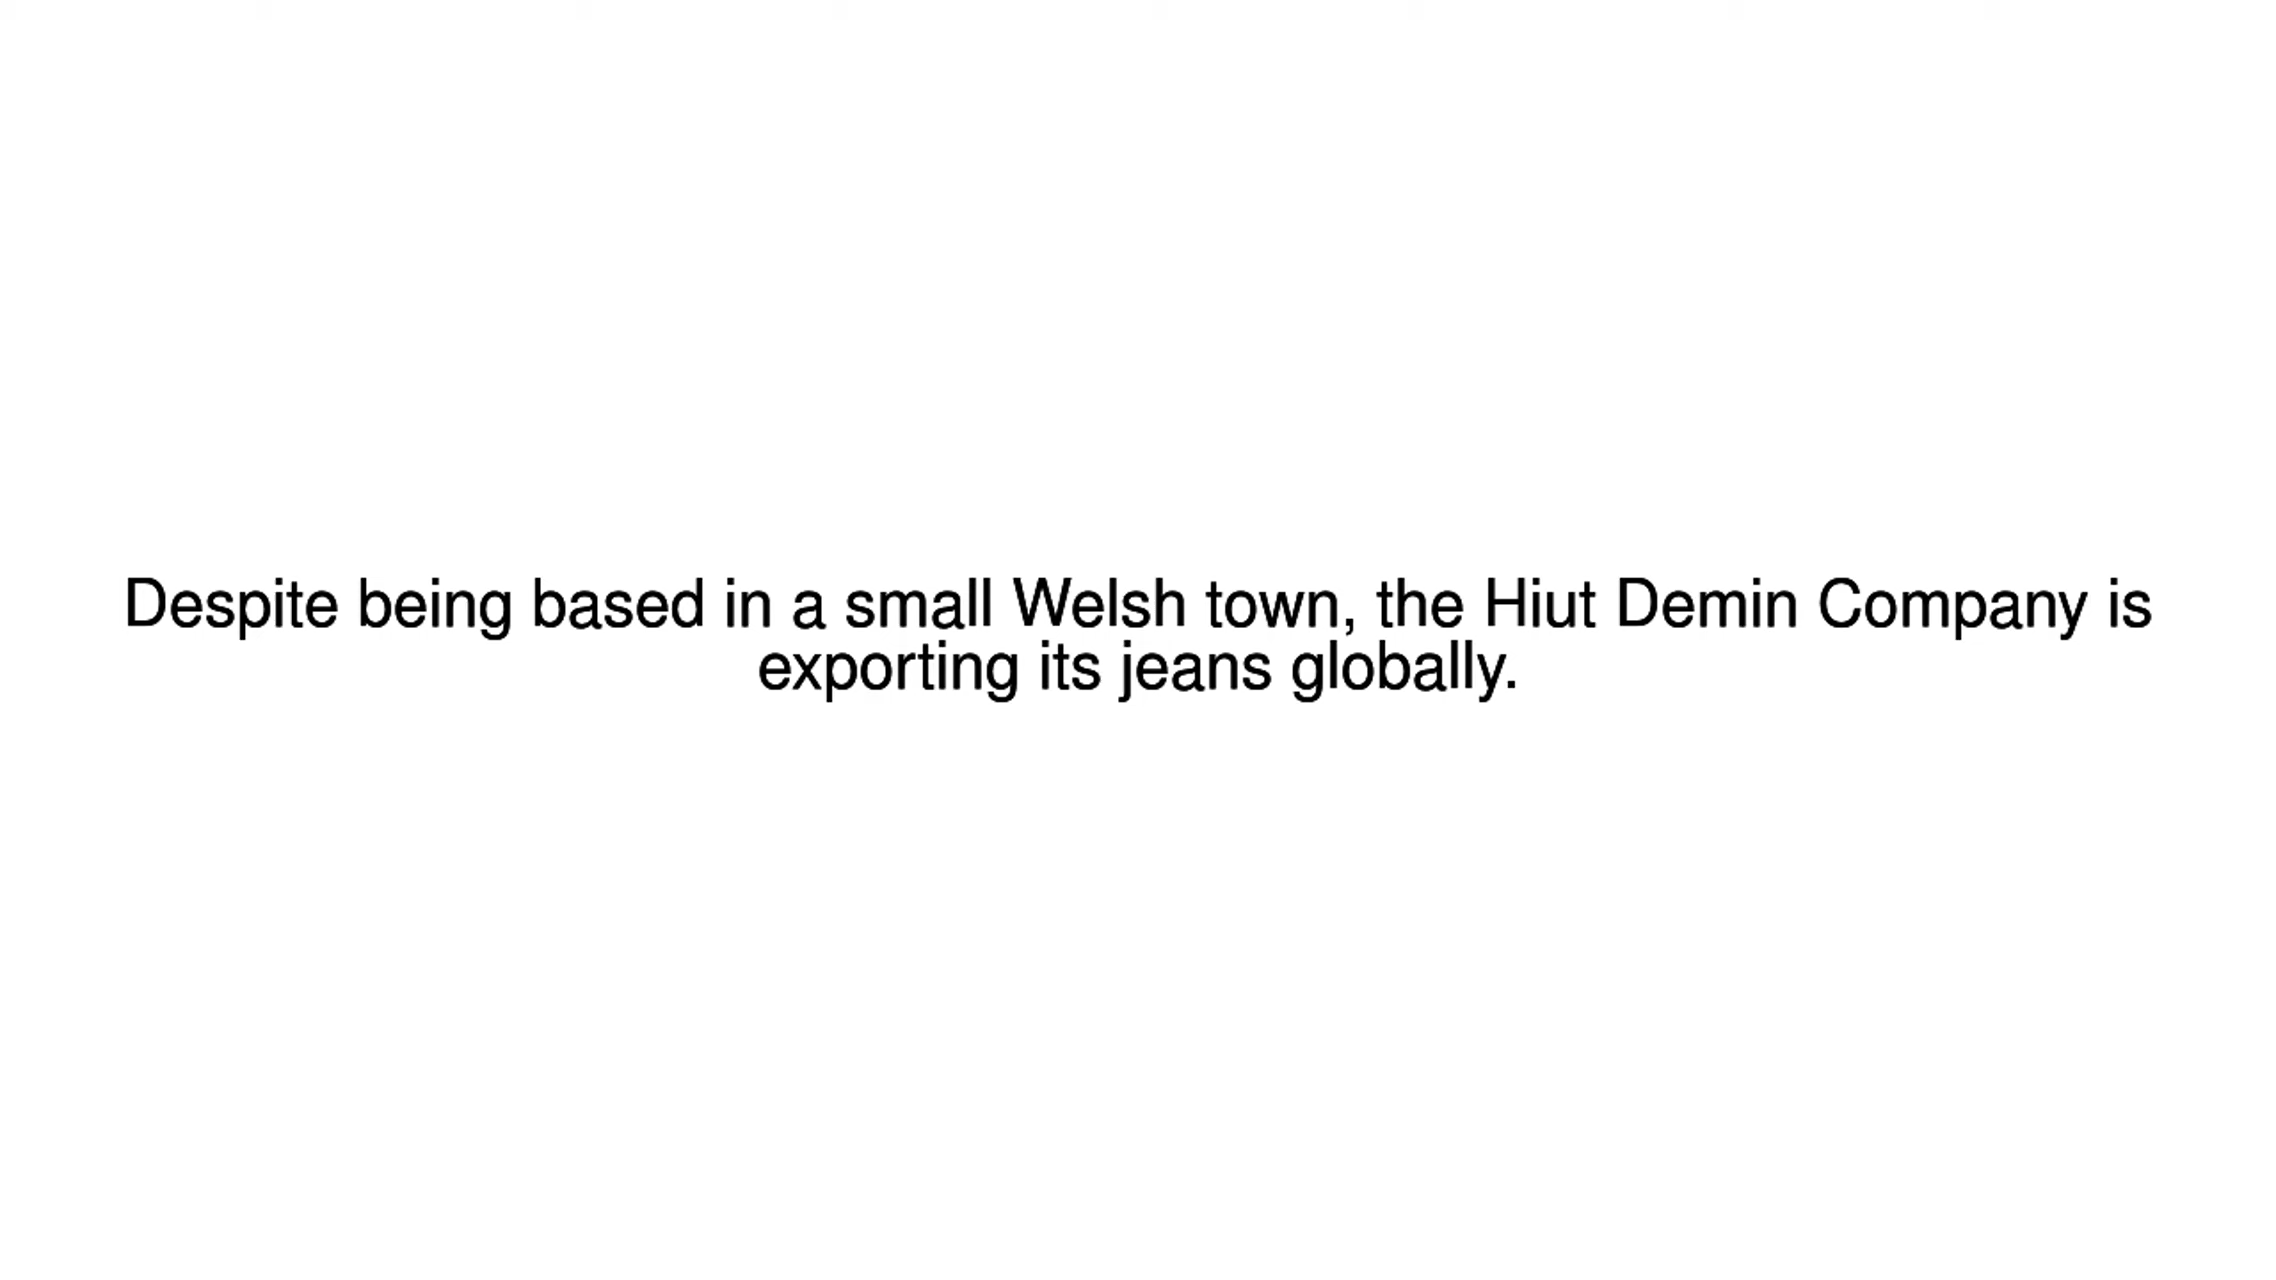 Despite being based in a small Welsh town, the Hiut Demin Company is
exporting its jeans globally.